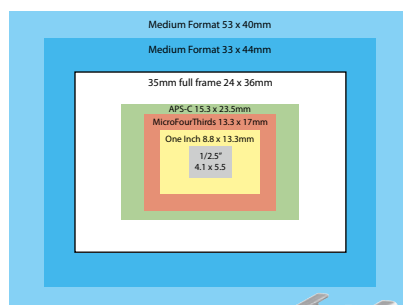 Medium Format 53 x 40mm
Medium Format 33 x 44mm
35mm full frame 24 x 36mm
APS-C 15.3 x 23.5mm
MicroFourThirds 13.3 x 17mm
One Inch 8.8 x 13.3mm
1/2.5"
4.1 x 5.5